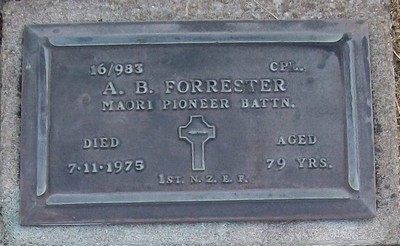 16/983 CPL.
A. B. FORRESTER
MAORI PIONEER BATTN.
DIED AGED
7·11·1975 79 YRS.
1ST. N. Z. E. F.